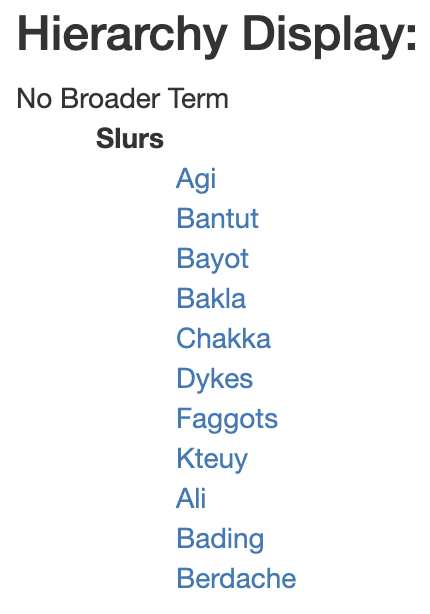 Hierarchy Display:
No Broader Term
Slurs
Agi
Bantut
Bayot
Bakla
Chakka
Dykes
Faggots
Kteuy
Ali
Bading
Berdache